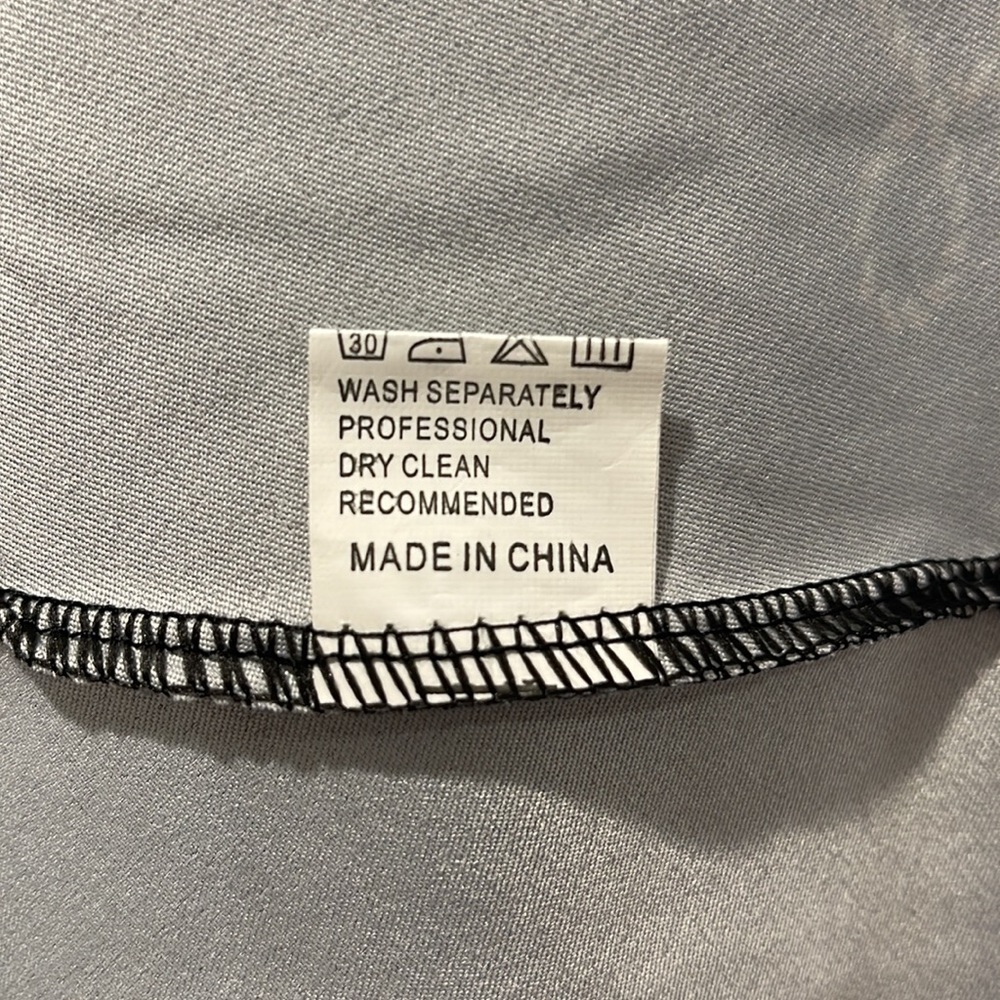 30
WASH SEPARATELY
PROFESSIONAL
DRY CLEAN
RECOMMENDED
MADE IN CHINA